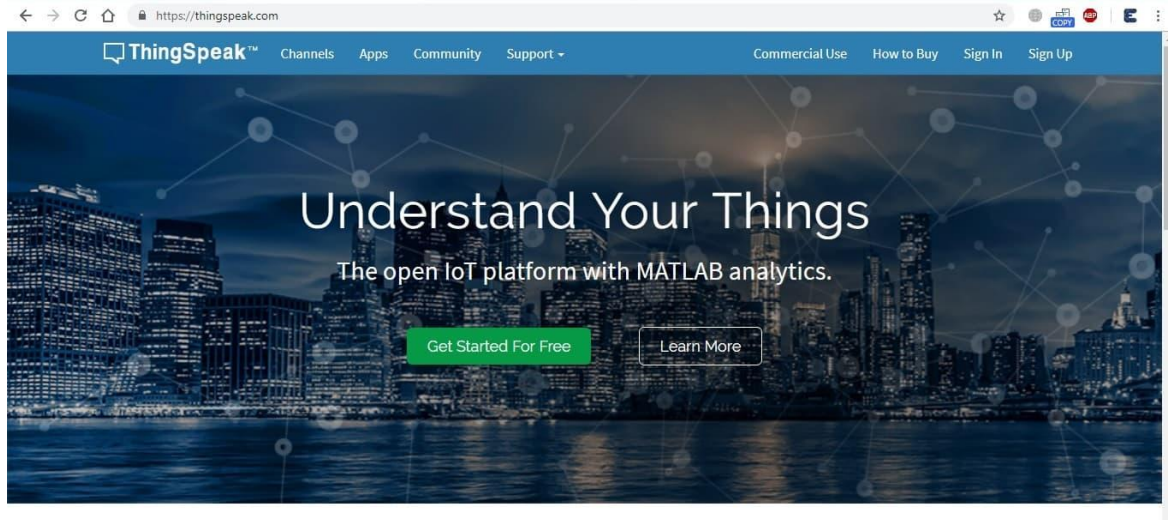 https://thingspeak.com
COPY ABP
ThingSpeak™ Channels Apps Community Support Commercial Use How to Buy Sign In Sign Up
Understand Your Things
The open IoT platform with MATLAB analytics.
Get Started For Free Learn More